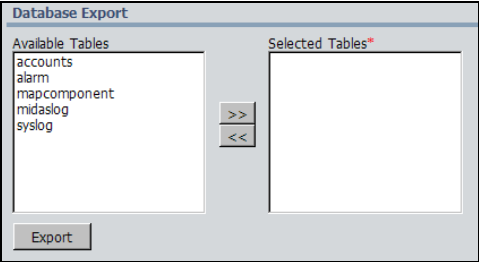 Database Export
Available Tables
Selected Tables*
accounts
alarm
mapcomponent
midaslog
syslog
>>
<<
Export